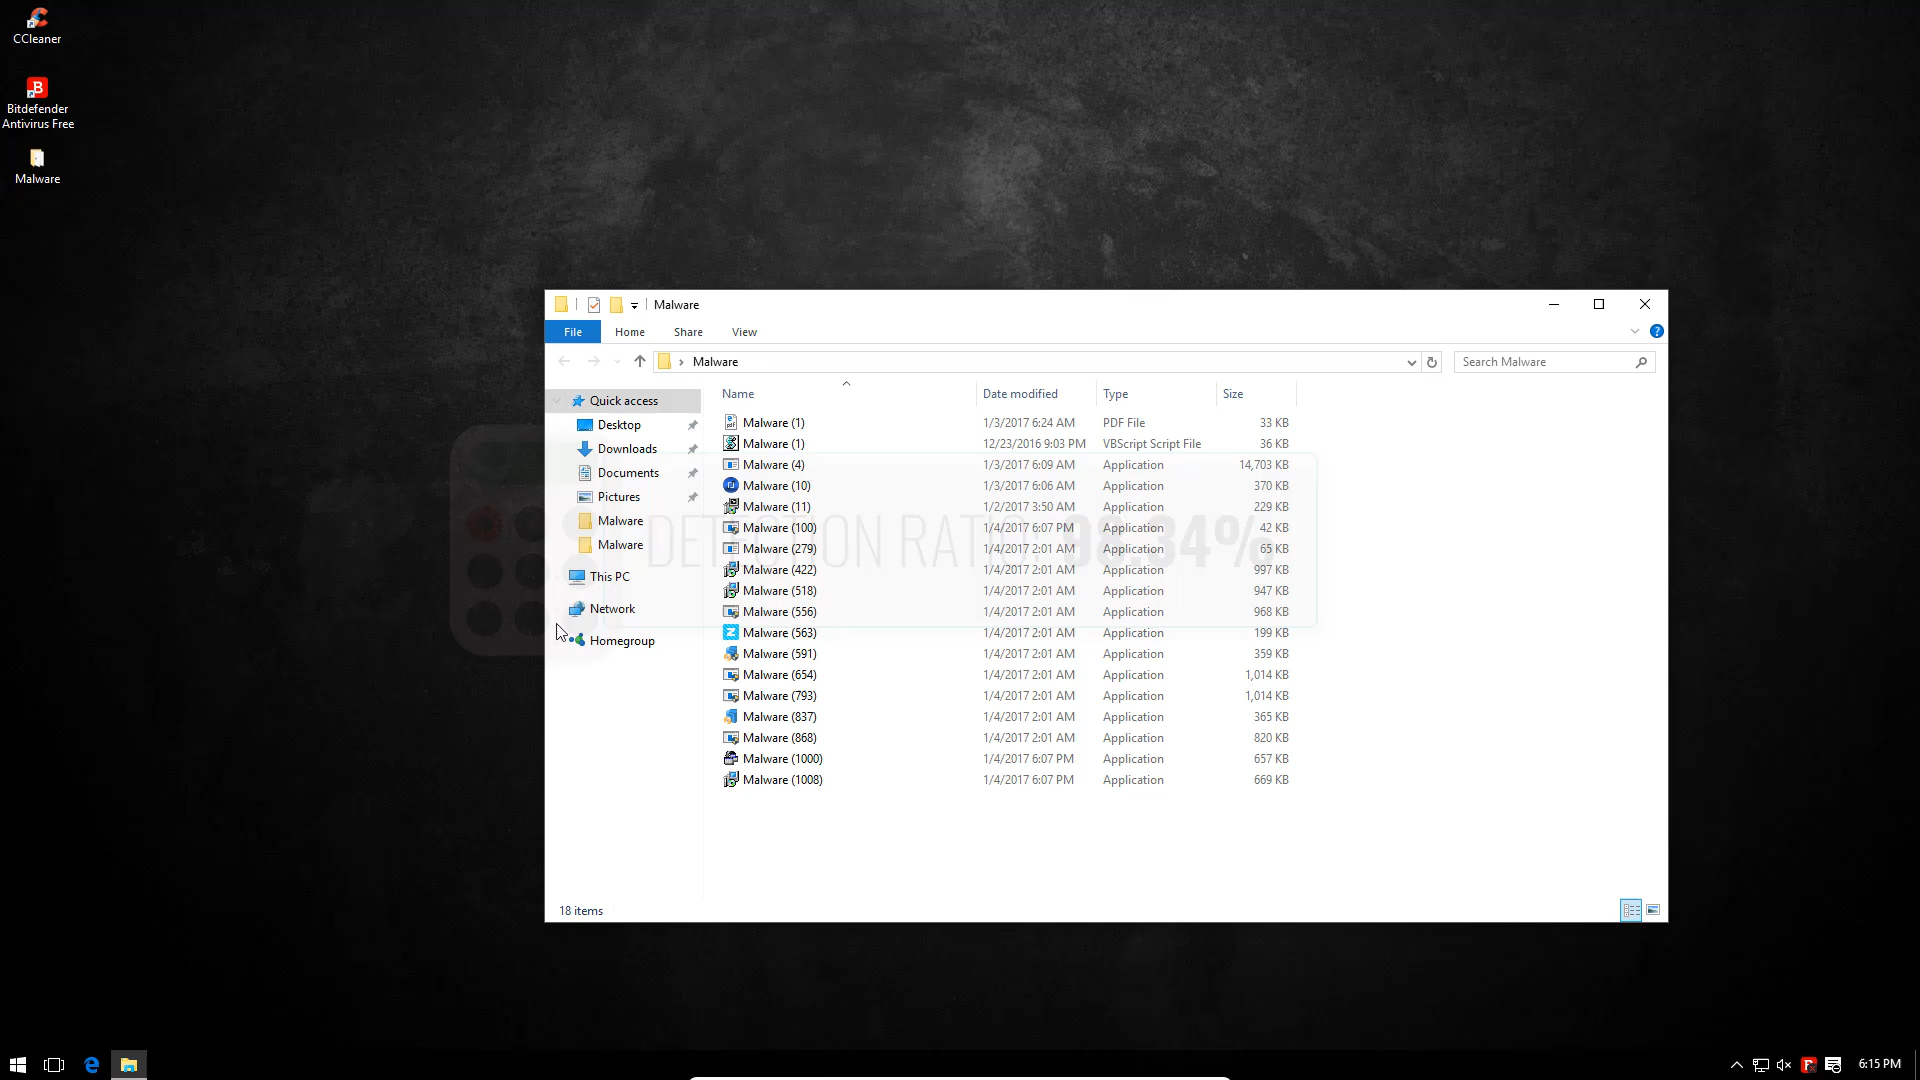 CCleaner
Bitdefender
Antivirus Free
Malware
Malware
File Home Share View
Malware
Search Malware
Quick access
Desktop
Downloads
Documents
Pictures
Malware
Malware
This PC
Network
Homegroup
Name Date modified Type Size
Malware (1) 1/3/2017 6:24 AM PDF File 33 KB
Malware (1) 12/23/2016 9:03 PM VBScript Script File 36 KB
Malware (4) 1/3/2017 6:09 AM Application 14,703 KB
Malware (10) 1/3/2017 6:06 AM Application 370 KB
Malware (11) 1/2/2017 3:50 AM Application 229 KB
Malware (100) 1/4/2017 6:07 PM Application 42 KB
Malware (279) 1/4/2017 2:01 AM Application 65 KB
Malware (422) 1/4/2017 2:01 AM Application 997 KB
Malware (518) 1/4/2017 2:01 AM Application 947 KB
Malware (556) 1/4/2017 2:01 AM Application 968 KB
Malware (563) 1/4/2017 2:01 AM Application 199 KB
Malware (591) 1/4/2017 2:01 AM Application 359 KB
Malware (654) 1/4/2017 2:01 AM Application 1,014 KB
Malware (793) 1/4/2017 2:01 AM Application 1,014 KB
Malware (837) 1/4/2017 2:01 AM Application 365 KB
Malware (868) 1/4/2017 2:01 AM Application 820 KB
Malware (1000) 1/4/2017 6:07 PM Application 657 KB
Malware (1008) 1/4/2017 6:07 PM Application 669 KB
DETECTION RATIO: 98.34%
18 items
6:15 PM